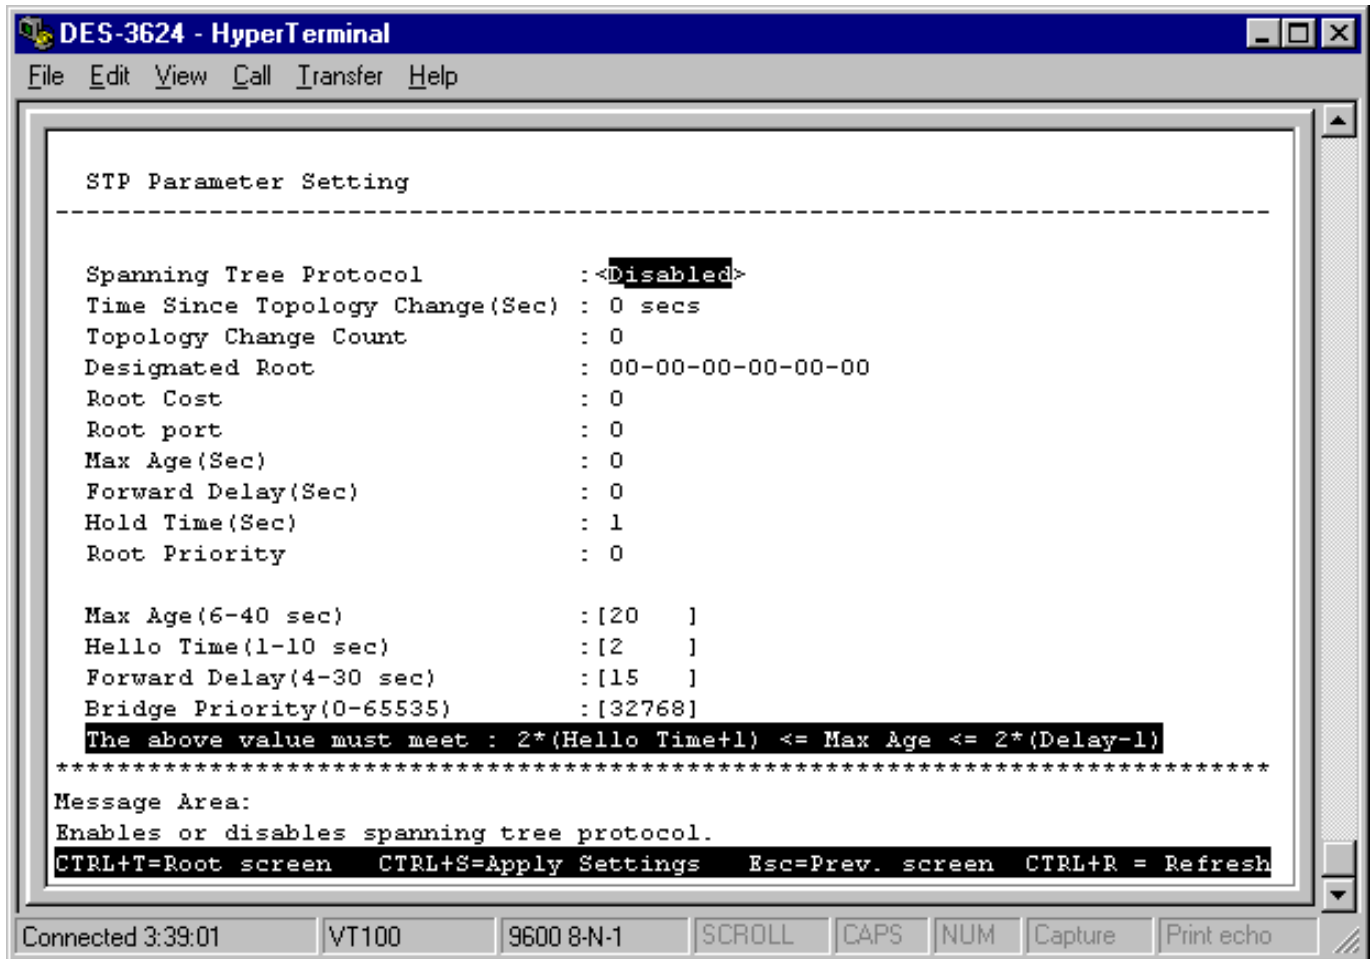 DES-3624 - HyperTerminal
File Edit View Call Transfer Help
STP Parameter Setting
-------------------------------------------------------------------------------
Spanning Tree Protocol :<Disabled>
Time Since Topology Change(Sec) : 0 secs
Topology Change Count : 0
Designated Root : 00-00-00-00-00-00
Root Cost : 0
Root port : 0
Max Age(Sec) : 0
Forward Delay(Sec) : 0
Hold Time(Sec) : 1
Root Priority : 0
Max Age(6-40 sec) :[20 ]
Hello Time(1-10 sec) :[2 ]
Forward Delay(4-30 sec) :[15 ]
Bridge Priority(0-65535) :[32768]
The above value must meet : 2*(Hello Time+1) <= Max Age <= 2*(Delay-1)
*******************************************************************************
Message Area:
Enables or disables spanning tree protocol.
CTRL+T=Root screen CTRL+S=Apply Settings Esc=Prev. screen CTRL+R = Refresh
Connected 3:39:01 VT100 9600 8-N-1 SCROLL CAPS NUM Capture Print echo